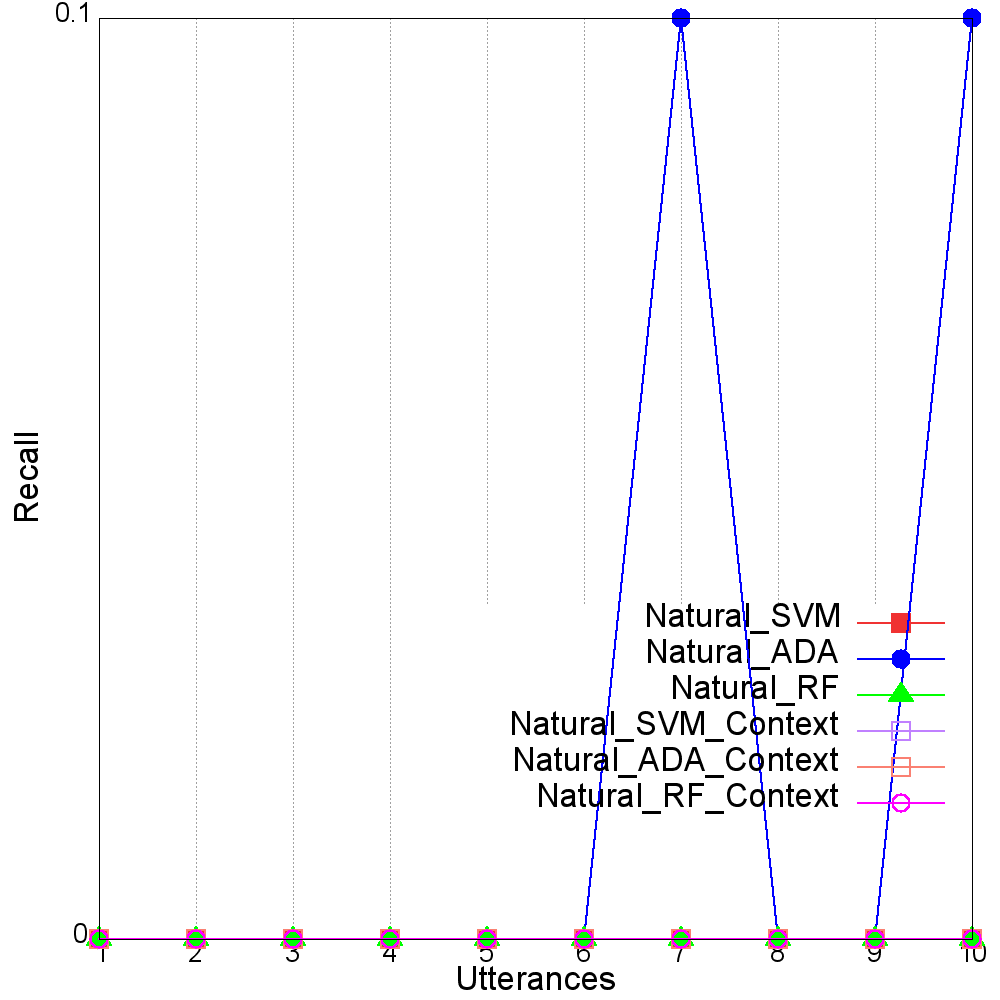 0.1
Recall
Natural_SVM
Natural_ADA
Natural_RF
Natural_SVM_Context
Natural_ADA_Context
Natural_RF_Context
0
1 2 3 4 5 6 7 8 9 10
Utterances